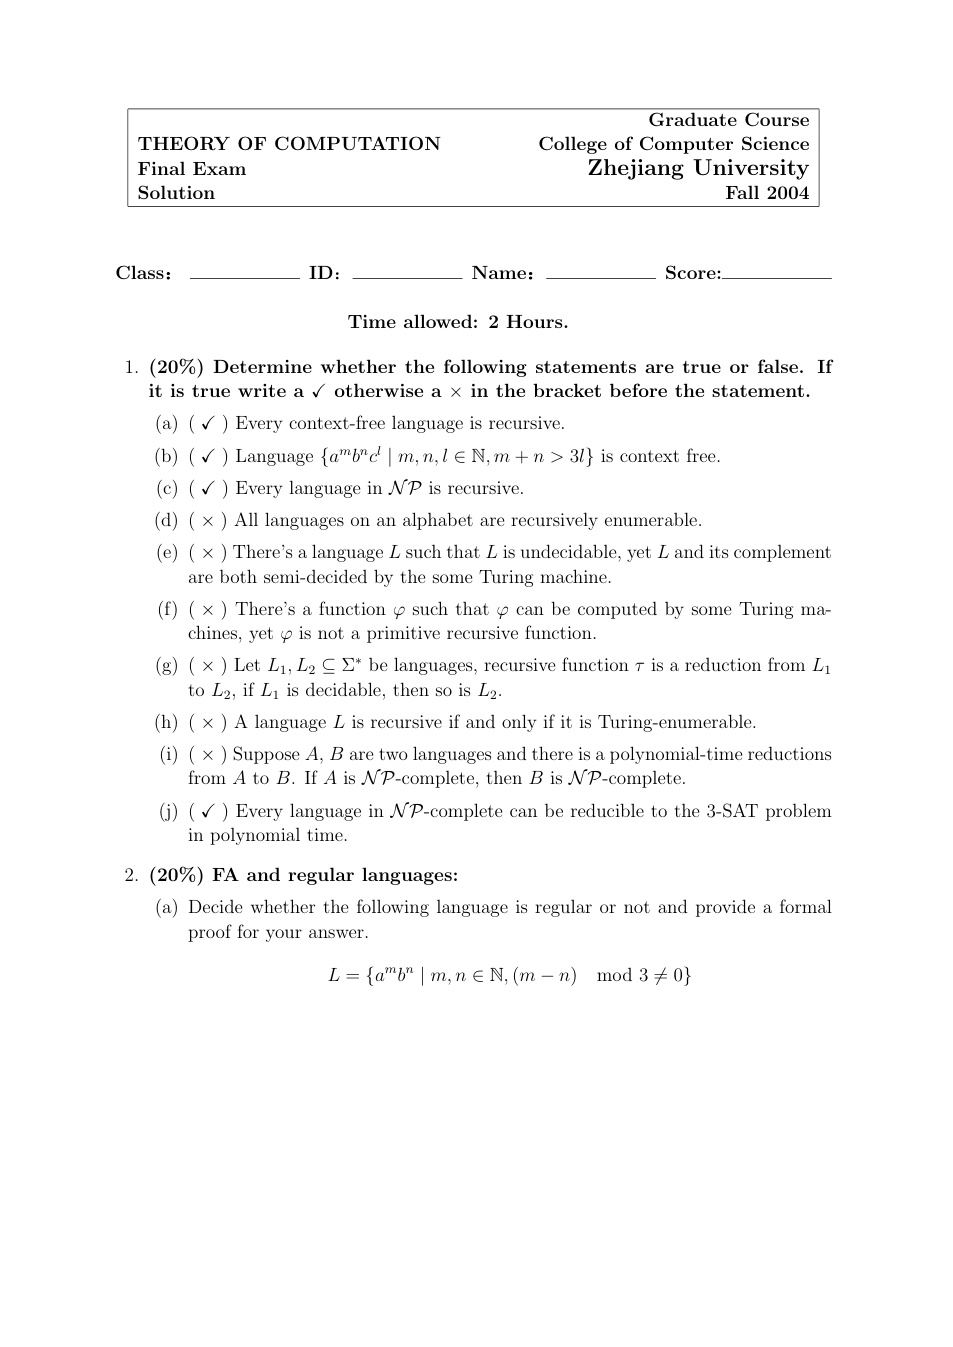 Graduate Course
THEORY OF COMPUTATION College of Computer Science
Final Exam Zhejiang University
Solution Fall 2004
Class: ________ ID: ________ Name: ________ Score:________
Time allowed: 2 Hours.
1. (20%) Determine whether the following statements are true or false. If
it is true write a ✓ otherwise a × in the bracket before the statement.
(a) ( ✓ ) Every context-free language is recursive.
(b) ( ✓ ) Language {aᵐbⁿcˡ | m, n, l ∈ ℕ, m + n > 3l} is context free.
(c) ( ✓ ) Every language in 𝒩𝒫 is recursive.
(d) ( × ) All languages on an alphabet are recursively enumerable.
(e) ( × ) There's a language L such that L is undecidable, yet L and its complement
are both semi-decided by the some Turing machine.
(f) ( × ) There's a function φ such that φ can be computed by some Turing ma-
chines, yet φ is not a primitive recursive function.
(g) ( × ) Let L₁, L₂ ⊆ Σ* be languages, recursive function τ is a reduction from L₁
to L₂, if L₁ is decidable, then so is L₂.
(h) ( × ) A language L is recursive if and only if it is Turing-enumerable.
(i) ( × ) Suppose A, B are two languages and there is a polynomial-time reductions
from A to B. If A is 𝒩𝒫-complete, then B is 𝒩𝒫-complete.
(j) ( ✓ ) Every language in 𝒩𝒫-complete can be reducible to the 3-SAT problem
in polynomial time.
2. (20%) FA and regular languages:
(a) Decide whether the following language is regular or not and provide a formal
proof for your answer.
L = {aᵐbⁿ | m, n ∈ ℕ, (m − n) mod 3 ≠ 0}